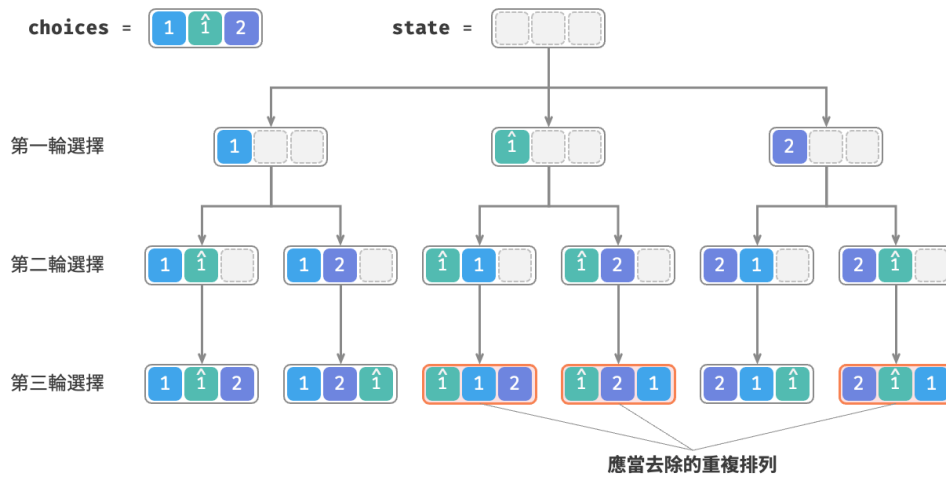 choices = 1 1̂ 2 state =
第一輪選擇 1 1̂ 2
第二輪選擇 1 1̂ 1 2 1̂ 1 1̂ 2 2 1 2 1̂
第三輪選擇 1 1̂ 2 1 2 1̂ 1̂ 1 2 1̂ 2 1 2 1 1̂ 2 1̂ 1
應當去除的重複排列